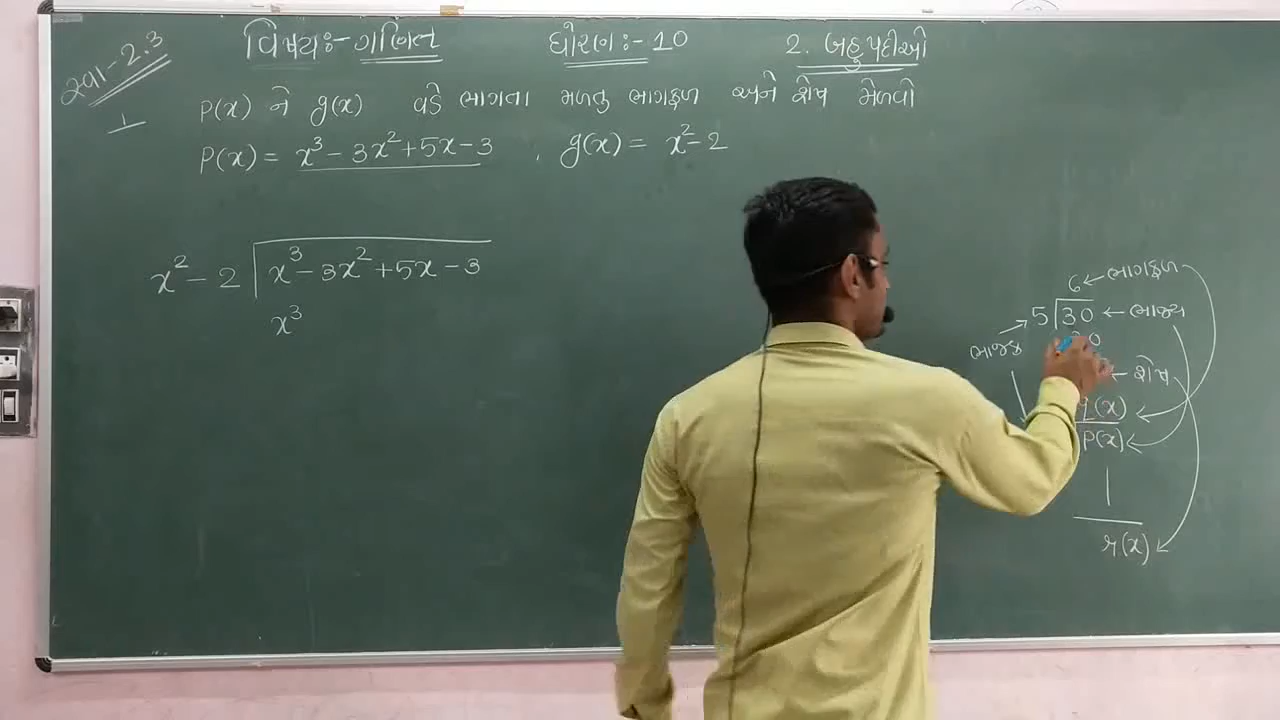 સ્વા-2.3
વિષય:- ગણિત ધોરણ:- 10 2. બહુપદીઓ
1
P(x) ને g(x) વડે ભાગતા મળતુ ભાગફળ અને શેષ મેળવો
P(x) = x³ - 3x² + 5x - 3 , g(x) = x² - 2
x² - 2 x³ - 3x² + 5x - 3
x³
6 ← ભાગફળ
5 30 ← ભાજ્ય
ભાજક
← શેષ
q(x)
P(x)
r(x)